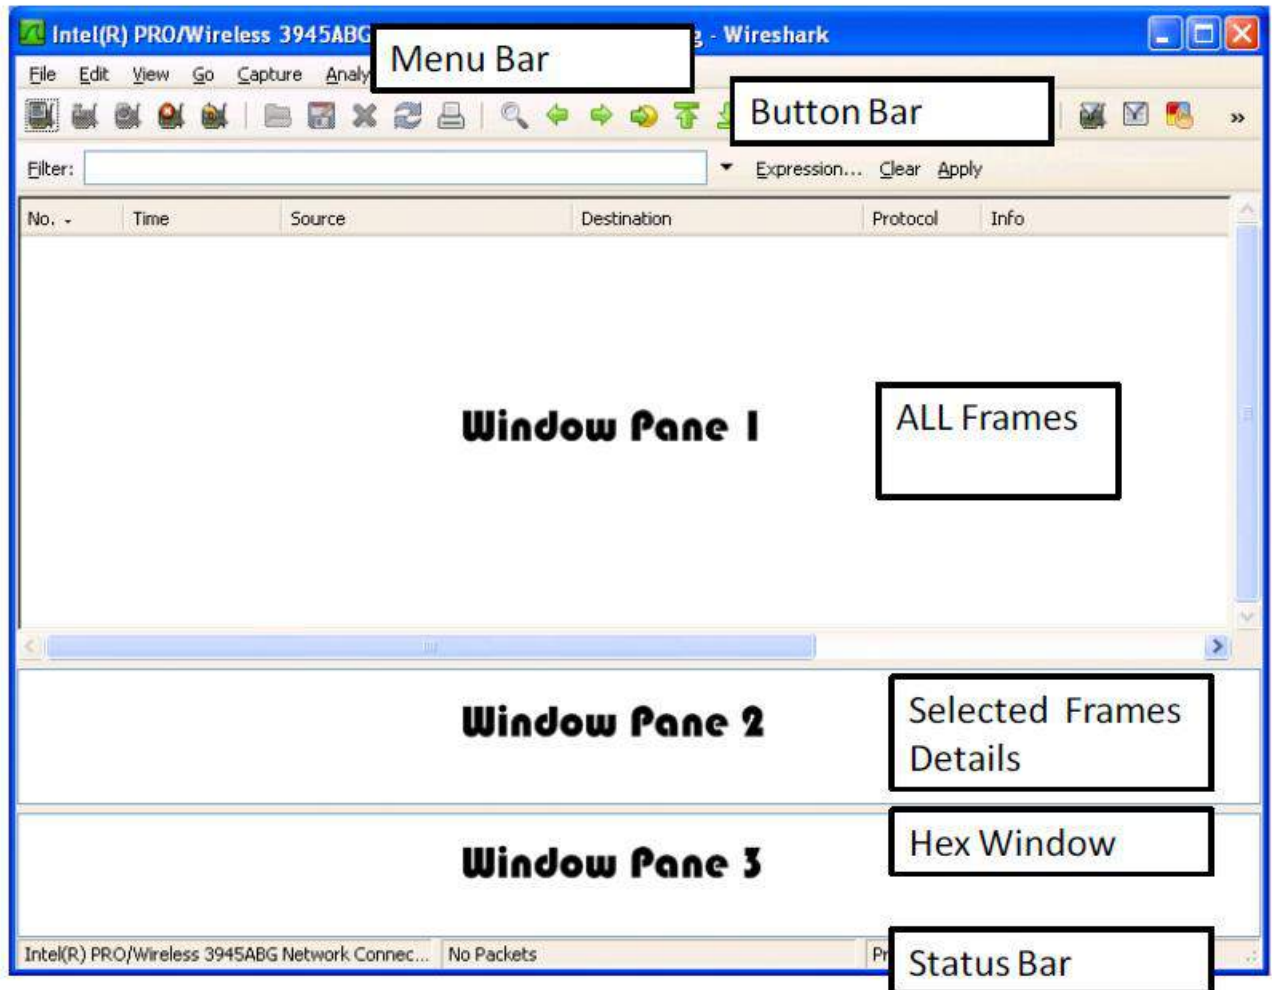 Intel(R) PRO/Wireless 3945ABG - Wireshark
Menu Bar
File Edit View Go Capture
Button Bar
»
Filter: Expression... Clear Apply
No. Time Source Destination Protocol Info
Window Pane 1
ALL Frames
Window Pane 2
Selected Frames
Details
Window Pane 3
Hex Window
Intel(R) PRO/Wireless 3945ABG Network Connec... No Packets
Status Bar